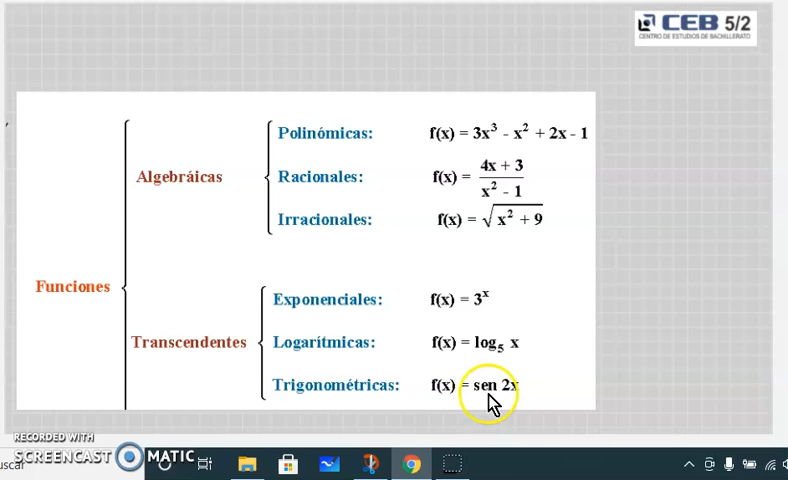 CEB 5/2
CENTRO DE ESTUDIOS DE BACHILLERATO
Polinómicas: f(x) = 3x³ - x² + 2x - 1
Algebráicas Racionales: f(x) = (4x + 3)/(x² - 1)
Irracionales: f(x) = √(x² + 9)
Funciones
Exponenciales: f(x) = 3ˣ
Transcendentes Logarítmicas: f(x) = log₅ x
Trigonométricas: f(x) = sen 2x
RECORDED WITH
SCREENCAST MATIC
uscar